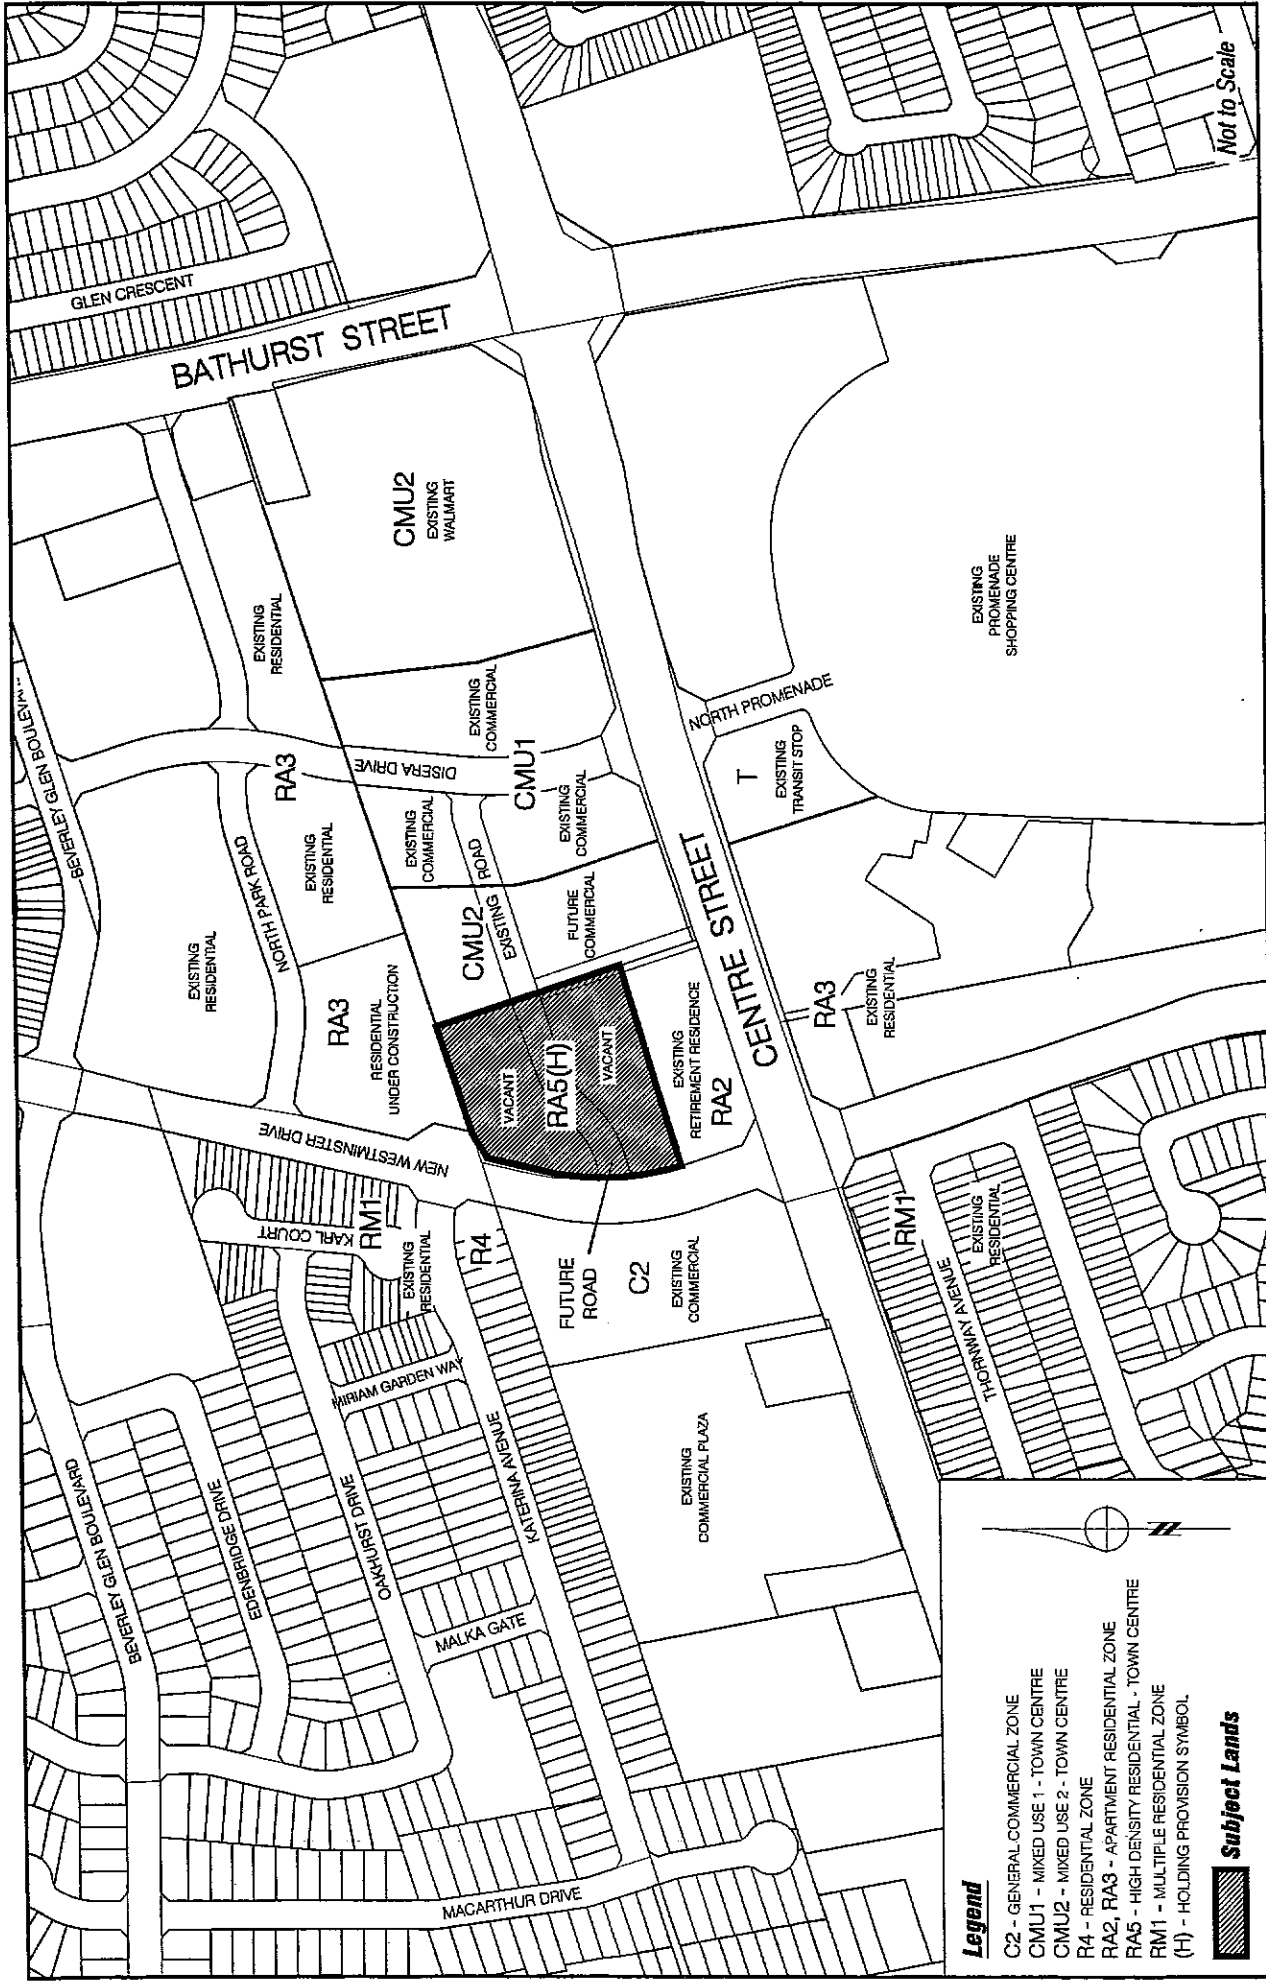 GLEN CRESCENT
BATHURST STREET
Not to Scale
CMU2
EXISTING
WALMART
EXISTING
PROMENADE
SHOPPING CENTRE
EXISTING
RESIDENTIAL
BEVERLEY GLEN
EXISTING
COMMERCIAL
NORTH PROMENADE
DISERA DRIVE
CMU1
T
EXISTING
TRANSIT STOP
RA3
EXISTING
RESIDENTIAL
EXISTING
COMMERCIAL
EXISTING ROAD
EXISTING
COMMERCIAL
NORTH PARK ROAD
EXISTING
RESIDENTIAL
CMU2
FUTURE
COMMERCIAL
CENTRE STREET
RA3
RESIDENTIAL
UNDER CONSTRUCTION
VACANT
RA5(H)
VACANT
EXISTING
RETIREMENT RESIDENCE
RA2
RA3
EXISTING
RESIDENTIAL
NEW WESTMINSTER DRIVE
KARL COURT
RM1
EXISTING
RESIDENTIAL
R4
FUTURE
ROAD
C2
EXISTING
COMMERCIAL
RM1
EXISTING
RESIDENTIAL
THORNWAY AVENUE
MIRIAM GARDEN WAY
BEVERLEY GLEN BOULEVARD
EDENBRIDGE DRIVE
OAKHURST DRIVE
KATERINA AVENUE
EXISTING
COMMERCIAL PLAZA
MALKA GATE
MACARTHUR DRIVE
Legend
C2 - GENERAL COMMERCIAL ZONE
CMU1 - MIXED USE 1 - TOWN CENTRE
CMU2 - MIXED USE 2 - TOWN CENTRE
R4 - RESIDENTIAL ZONE
RA2, RA3 - APARTMENT RESIDENTIAL ZONE
RA5 - HIGH DENSITY RESIDENTIAL - TOWN CENTRE
RM1 - MULTIPLE RESIDENTIAL ZONE
(H) - HOLDING PROVISION SYMBOL
Subject Lands